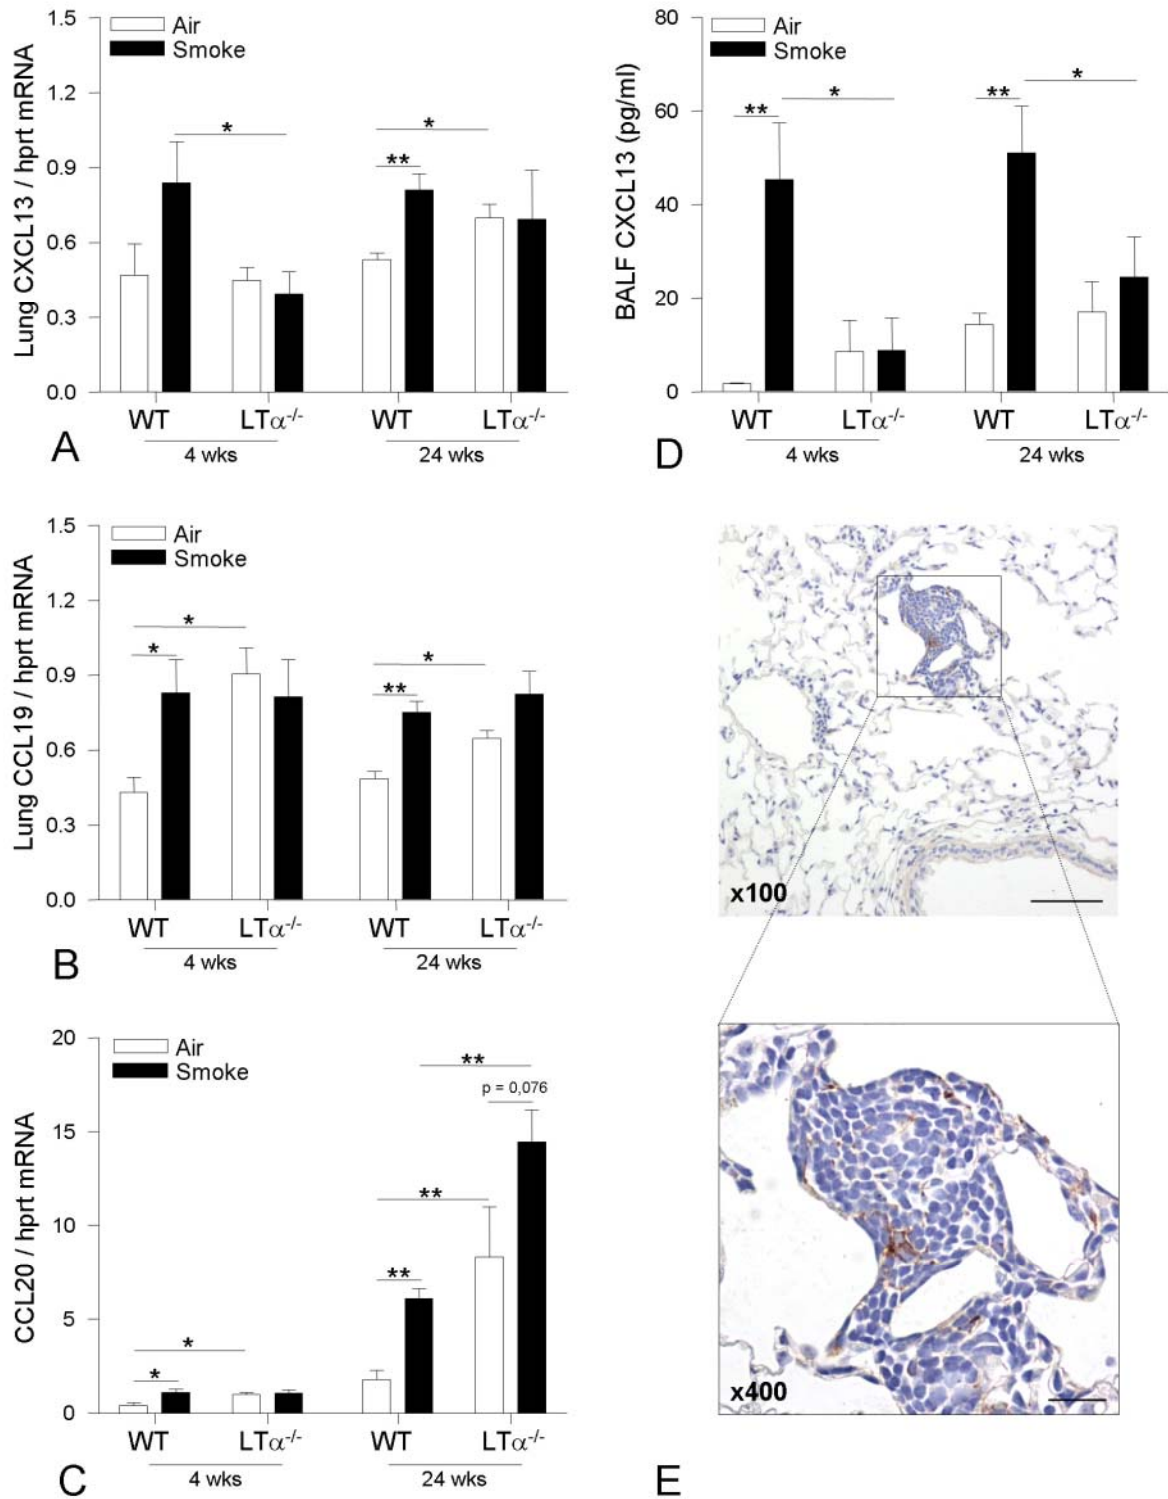 Lung CXCL13 / hprt mRNA
1.5
1.2
0.9
0.6
0.3
0.0
Air
Smoke
*
*
**
WT LTα-/- WT LTα-/-
4 wks 24 wks
A
BALF CXCL13 (pg/ml)
80
60
40
20
0
Air
Smoke
**
*
**
*
WT LTα-/- WT LTα-/-
4 wks 24 wks
D
Lung CCL19 / hprt mRNA
1.5
1.2
0.9
0.6
0.3
0.0
Air
Smoke
*
*
*
**
WT LTα-/- WT LTα-/-
4 wks 24 wks
B
CCL20 / hprt mRNA
20
15
10
5
0
Air
Smoke
**
p = 0,076
**
**
*
*
WT LTα-/- WT LTα-/-
4 wks 24 wks
C
x100
x400
E